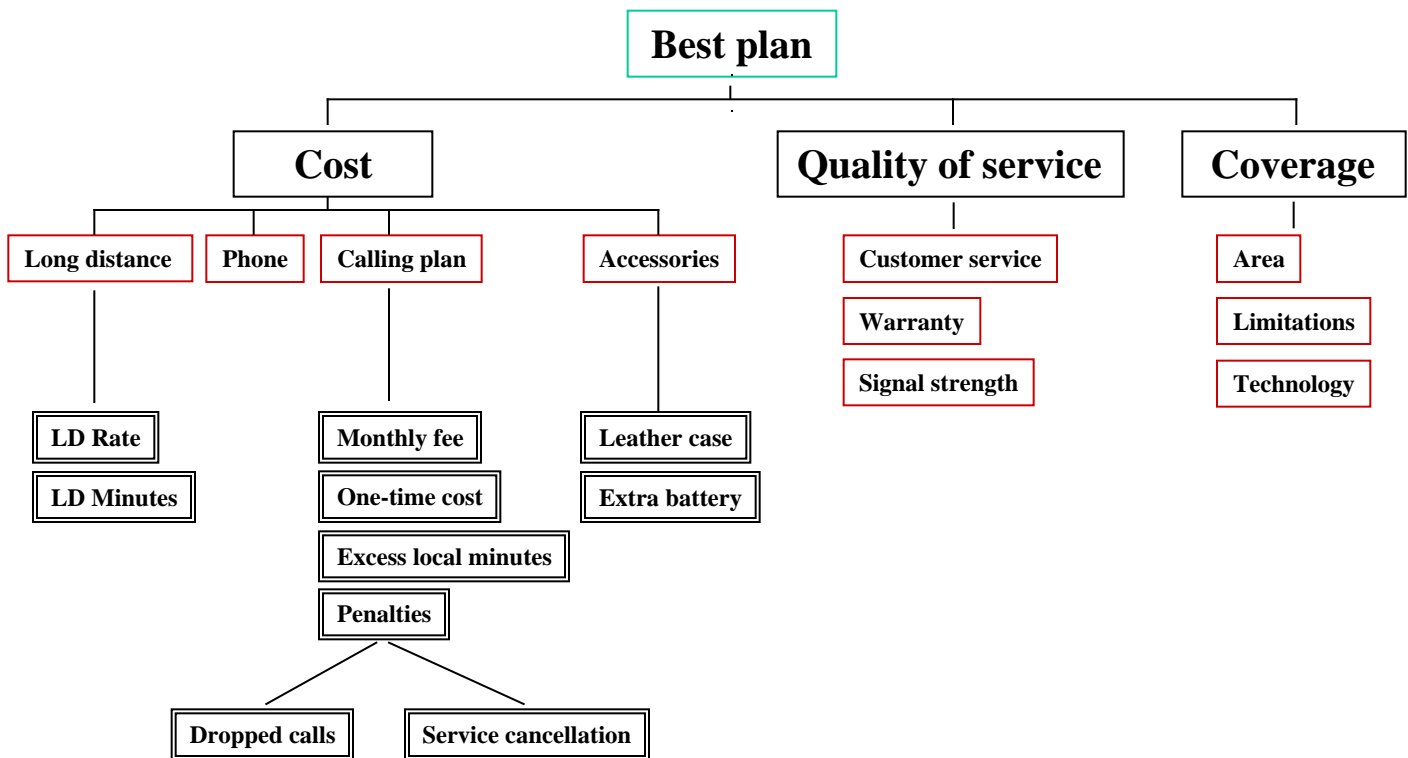 Best plan
Cost
Quality of service
Coverage
Long distance
Phone
Calling plan
Accessories
Customer service
Area
Warranty
Limitations
Signal strength
Technology
LD Rate
Monthly fee
Leather case
LD Minutes
One-time cost
Extra battery
Excess local minutes
Penalties
Dropped calls
Service cancellation